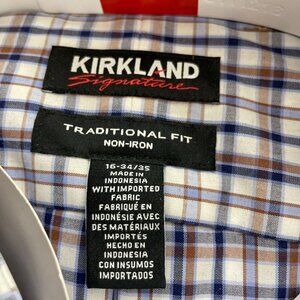 KIRKLAND
Signature
TRADITIONAL FIT
NON-IRON
16-34/35
MADE IN
INDONESIA
WITH IMPORTED
FABRIC
FABRIQUÉ EN
INDONÉSIE AVEC
DES MATÉRIAUX
IMPORTÉS
HECHO EN
INDONESIA
CON INSUMOS
IMPORTADOS